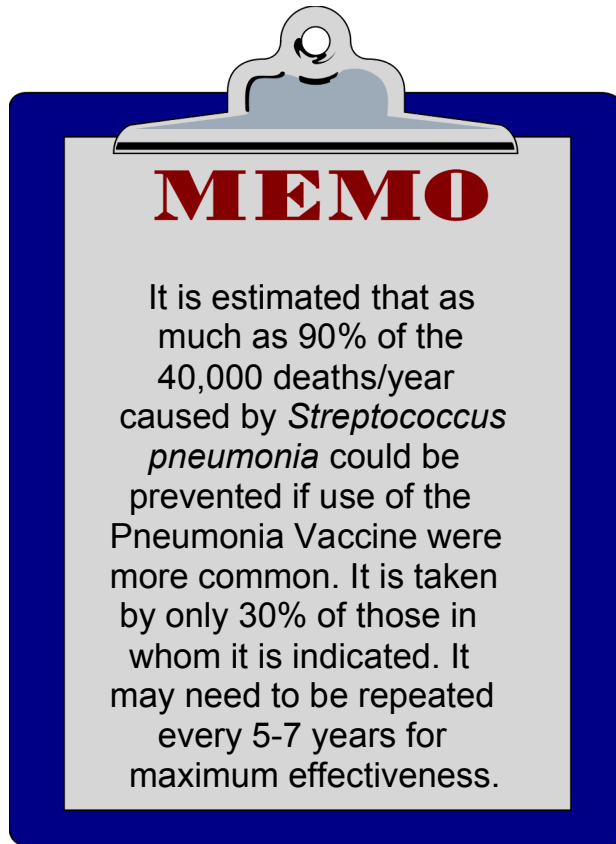 MEMO
It is estimated that as
much as 90% of the
40,000 deaths/year
caused by Streptococcus
pneumonia could be
prevented if use of the
Pneumonia Vaccine were
more common. It is taken
by only 30% of those in
whom it is indicated. It
may need to be repeated
every 5-7 years for
maximum effectiveness.